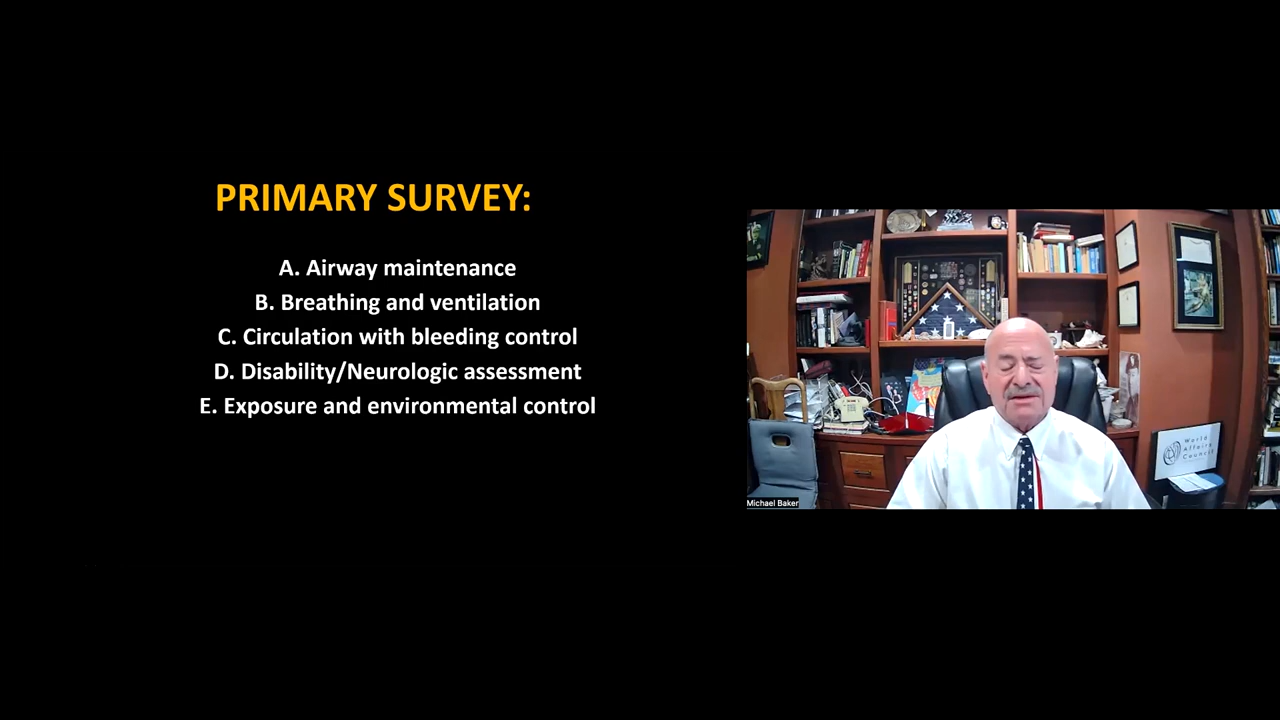 PRIMARY SURVEY:
A. Airway maintenance
B. Breathing and ventilation
C. Circulation with bleeding control
D. Disability/Neurologic assessment
E. Exposure and environmental control
World
Affairs
Council
Michael Baker